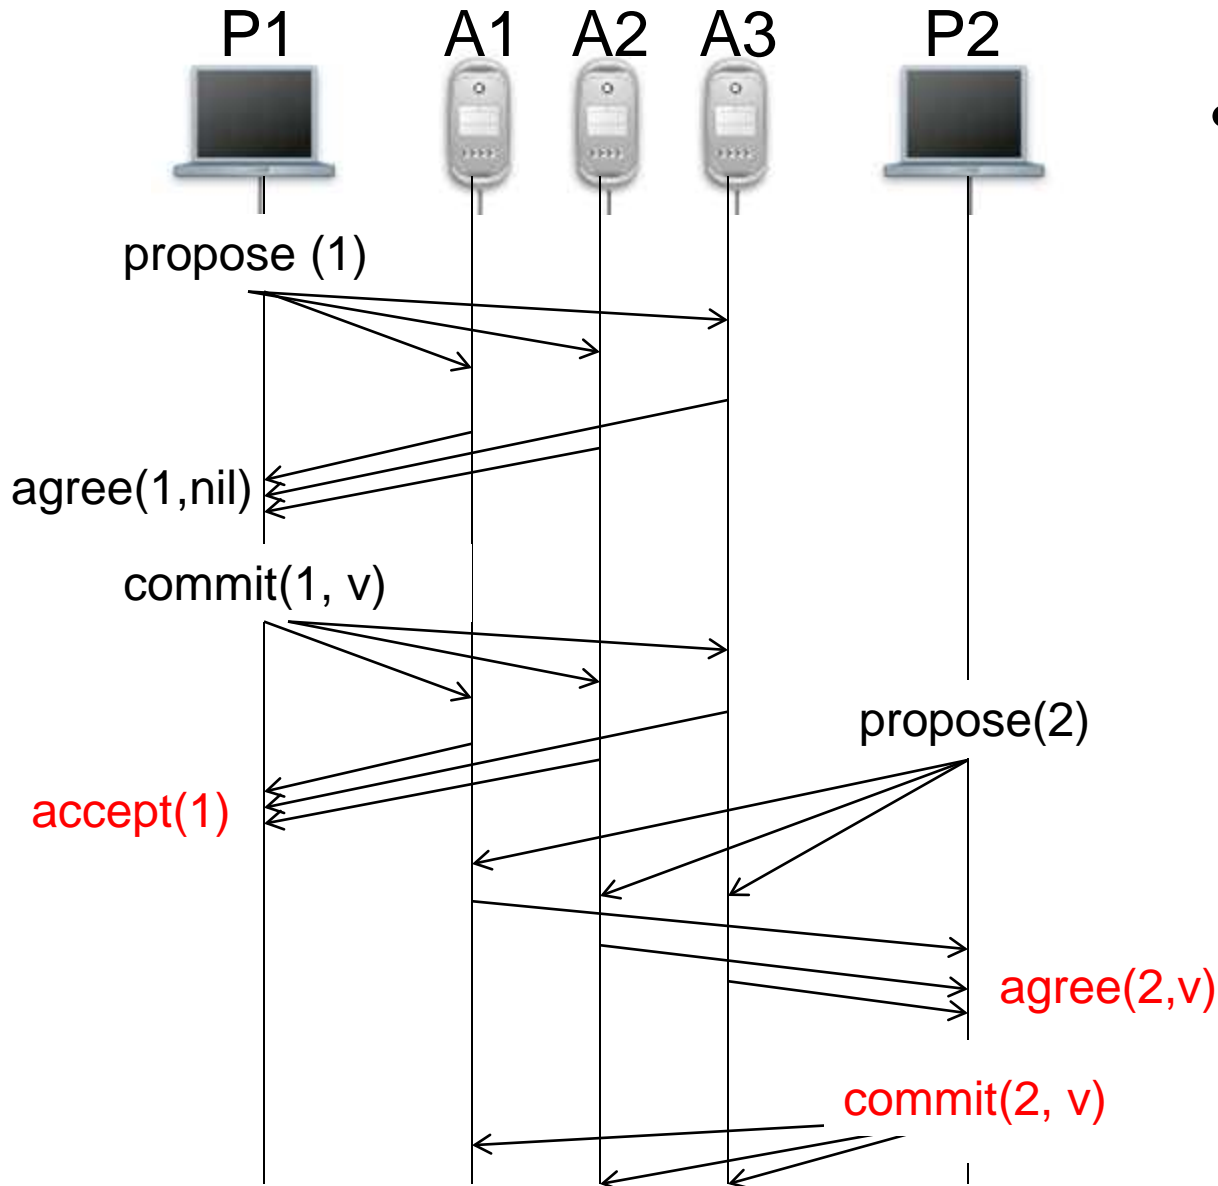 P1 A1 A2 A3 P2
•
propose (1)
agree(1,nil)
commit(1, v)
propose(2)
accept(1)
agree(2,v)
commit(2, v)